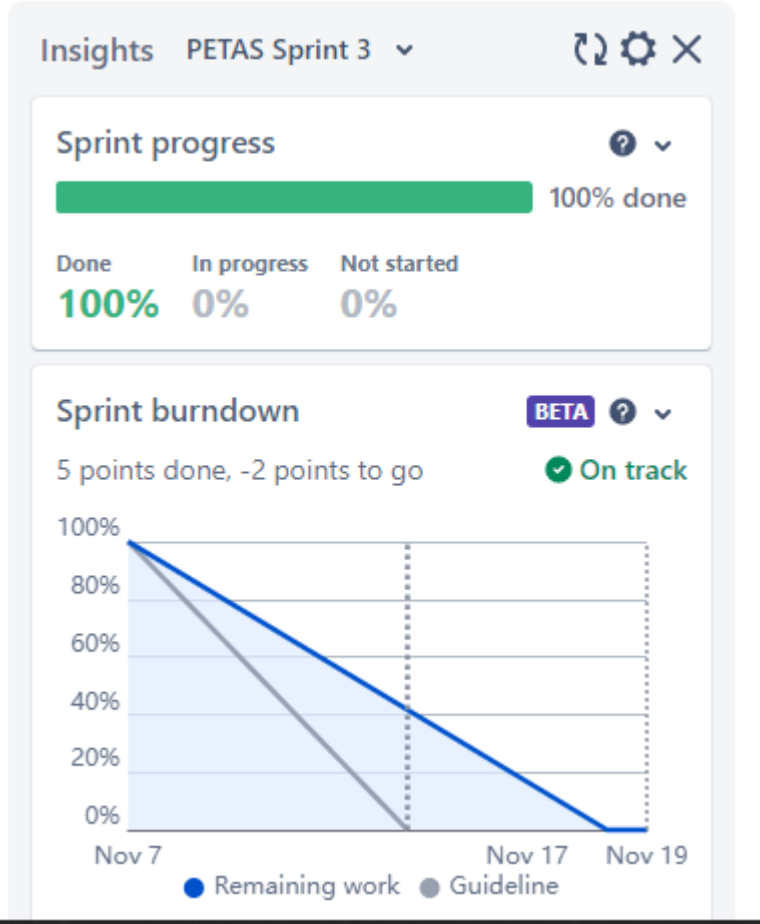 Insights PETAS Sprint 3
Sprint progress ?
100% done
Done In progress Not started
100% 0% 0%
Sprint burndown BETA ?
5 points done, -2 points to go On track
100%
80%
60%
40%
20%
0%
Nov 7 Nov 17 Nov 19
Remaining work Guideline